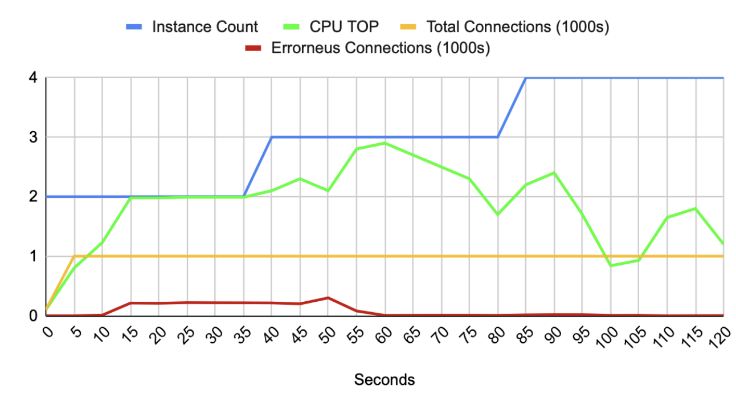 Instance Count CPU TOP Total Connections (1000s)
Errorneus Connections (1000s)
4
3
2
1
0
0 5 10 15 20 25 30 35 40 45 50 55 60 65 70 75 80 85 90 95 100 105 110 115 120
Seconds